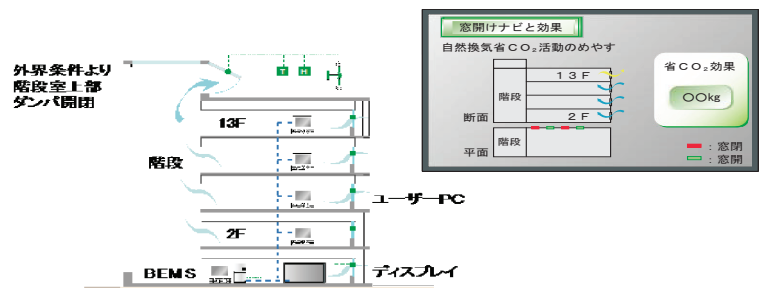 外界条件より
階段室上部
ダンパ開閉
T
H
13F
階段
ユーザーPC
2F
BEMS
ディスプレイ
窓開けナビと効果
自然換気省CO₂活動のめやす
13F
階段
断面
2F
階段
平面
省CO₂効果
〇〇kg
：窓閉
：窓開